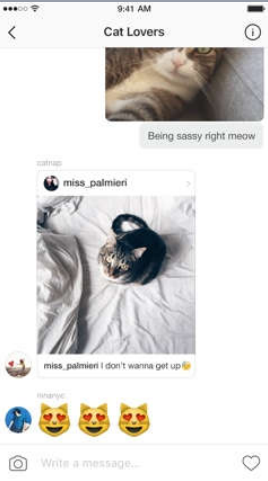 9:41 AM
Cat Lovers
Being sassy right meow
catnap
miss_palmieri
miss_palmieri I don't wanna get up😪
ninanyc
Write a message...